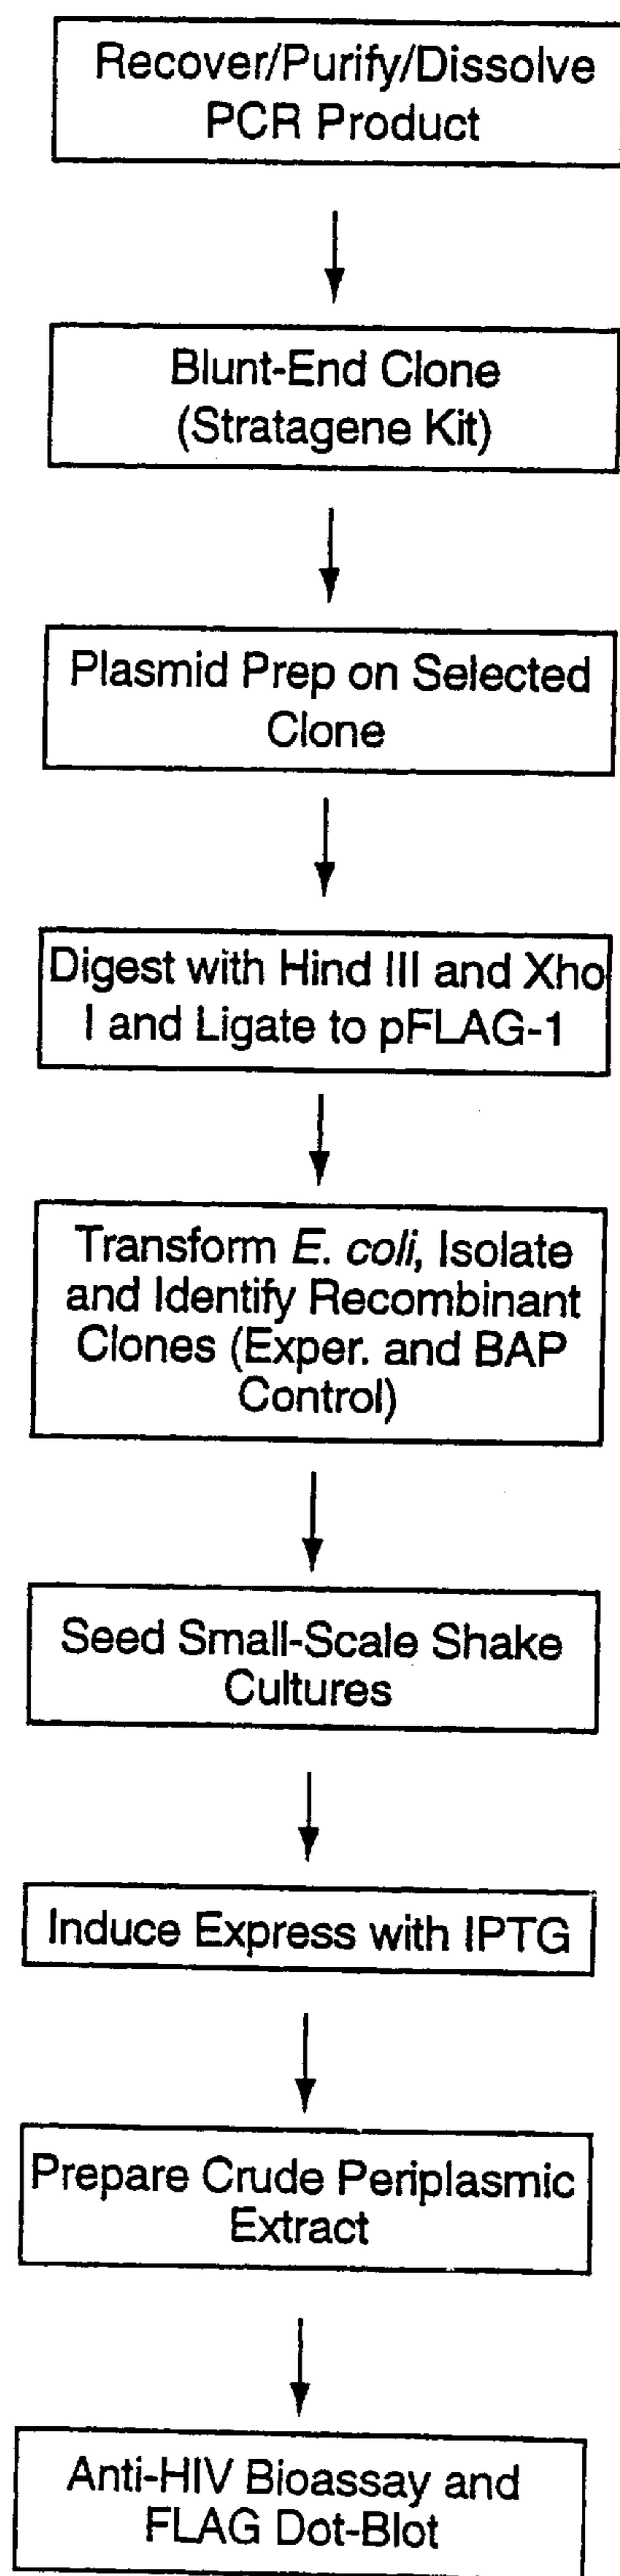 Recover/Purify/Dissolve
PCR Product
Blunt-End Clone
(Stratagene Kit)
Plasmid Prep on Selected
Clone
Digest with Hind III and Xho
I and Ligate to pFLAG-1
Transform E. coli, Isolate
and Identify Recombinant
Clones (Exper. and BAP
Control)
Seed Small-Scale Shake
Cultures
Induce Express with IPTG
Prepare Crude Periplasmic
Extract
Anti-HIV Bioassay and
FLAG Dot-Blot